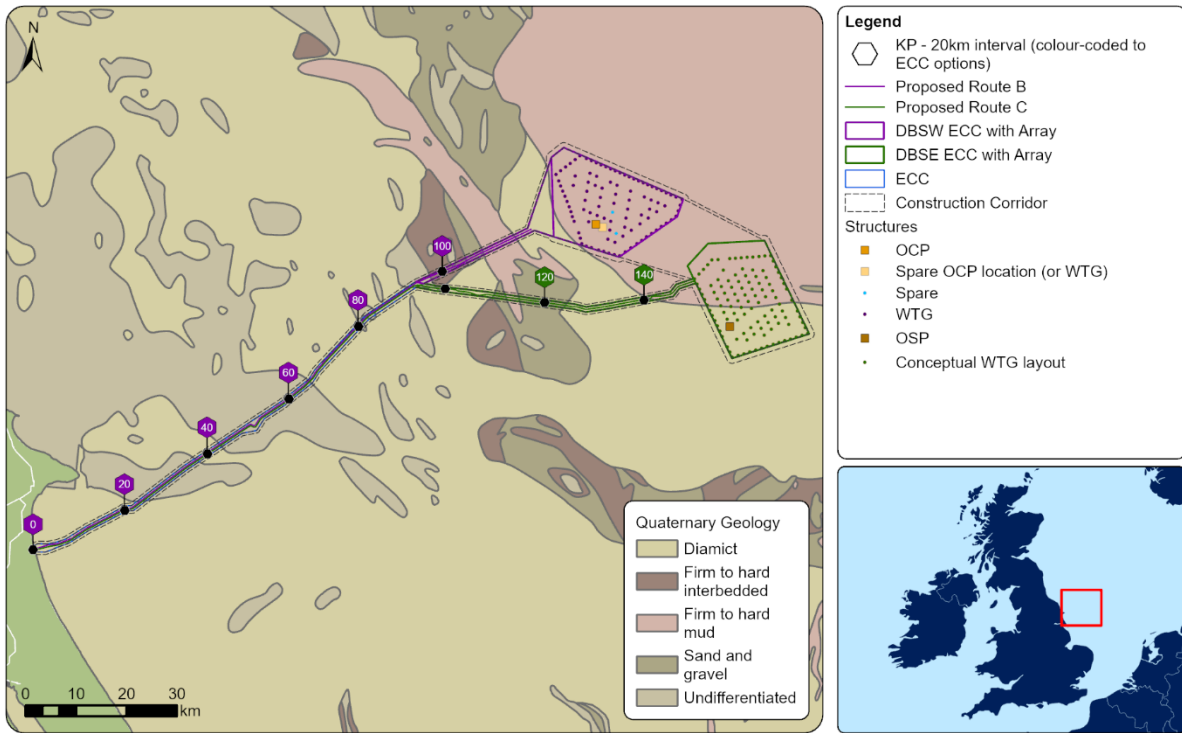 N
100
120
140
80
60
40
20
0
0 10 20 30
km
Quaternary Geology
Diamict
Firm to hard
interbedded
Firm to hard
mud
Sand and
gravel
Undifferentiated
Legend
KP - 20km interval (colour-coded to
ECC options)
Proposed Route B
Proposed Route C
DBSW ECC with Array
DBSE ECC with Array
ECC
Construction Corridor
Structures
OCP
Spare OCP location (or WTG)
Spare
WTG
OSP
Conceptual WTG layout